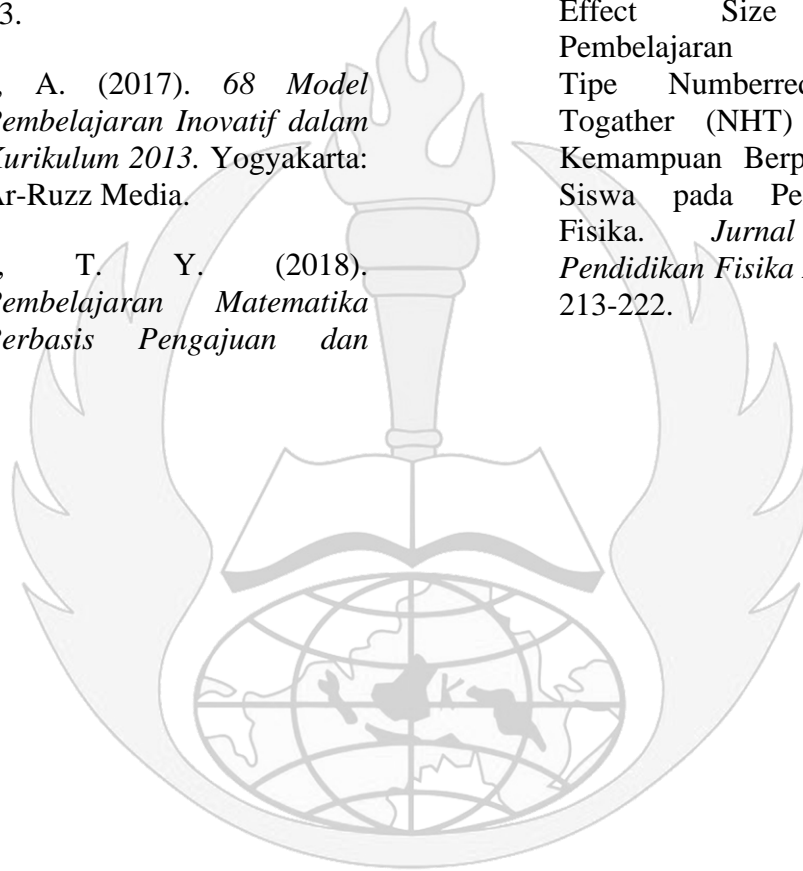 3.
, A. (2017). 68 Model
Pembelajaran Inovatif dalam
Kurikulum 2013. Yogyakarta:
Ar-Ruzz Media.
, T. Y. (2018).
Pembelajaran Matematika
Berbasis Pengajuan dan
Effect Size
Pembelajaran
Tipe Numberred
Togather (NHT)
Kemampuan Berp
Siswa pada Pe
Fisika. Jurnal
Pendidikan Fisika
213-222.